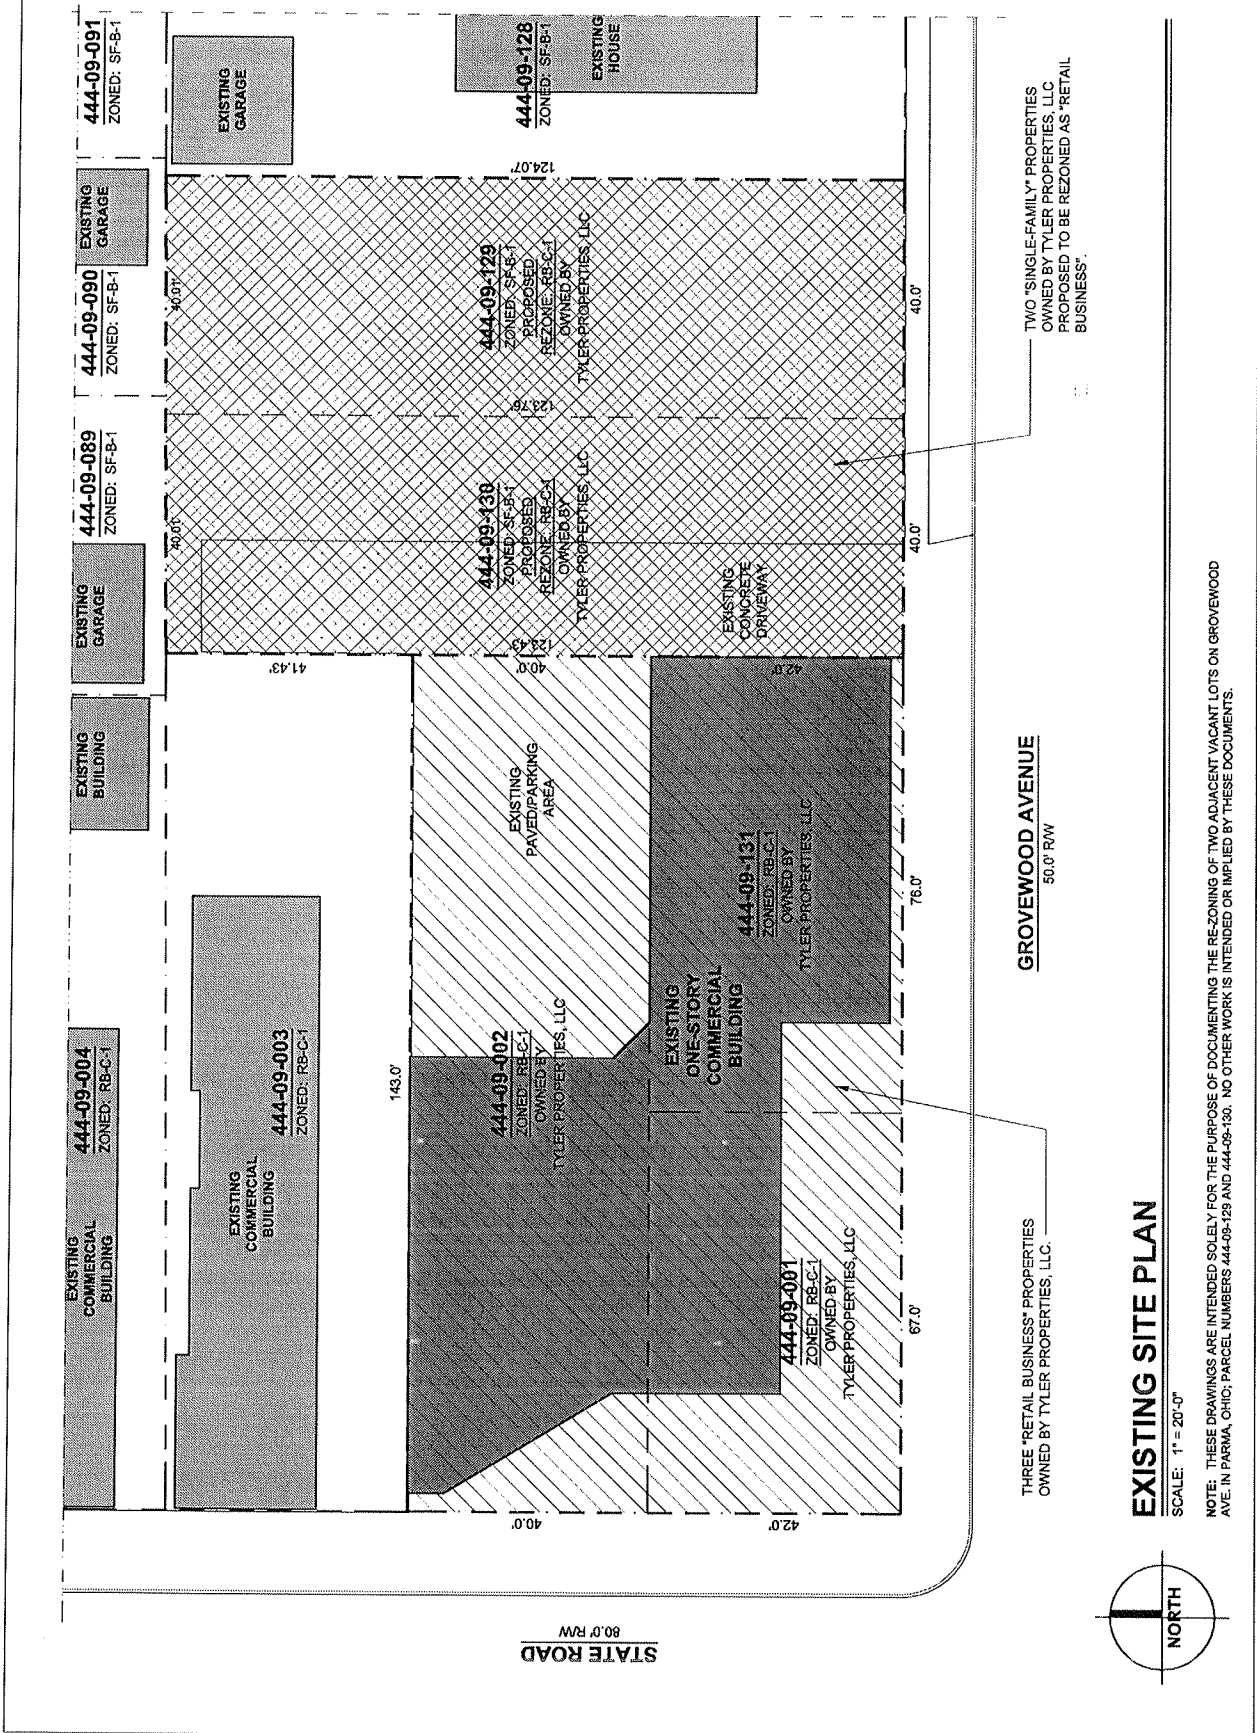 444-09-004
ZONED: RB-C-1
EXISTING
COMMERCIAL
BUILDING
EXISTING
BUILDING
EXISTING
GARAGE
444-09-089
ZONED: SF-B-1
444-09-090
ZONED: SF-B-1
EXISTING
GARAGE
444-09-091
ZONED: SF-B-1
EXISTING
COMMERCIAL
BUILDING
444-09-003
ZONED: RB-C-1
41.43'
40.01'
40.01'
EXISTING
GARAGE
143.0'
444-09-002
ZONED: RB-C-1
OWNED BY
TYLER PROPERTIES, LLC
EXISTING
PAVED/PARKING
AREA
40.0'
40.0'
123.43'
444-09-130
ZONED: SF-B-1
PROPOSED
REZONE: RB-C-1
OWNED BY
TYLER PROPERTIES, LLC
123.76'
444-09-129
ZONED: SF-B-1
PROPOSED
REZONE: RB-C-1
OWNED BY
TYLER PROPERTIES, LLC
124.07'
444-09-128
ZONED: SF-B-1
EXISTING
HOUSE
STATE ROAD
80.0' R/W
42.0'
444-09-001
ZONED: RB-C-1
OWNED BY
TYLER PROPERTIES, LLC
EXISTING
ONE-STORY
COMMERCIAL
BUILDING
444-09-131
ZONED: RB-C-1
OWNED BY
TYLER PROPERTIES, LLC
42.0'
EXISTING
CONCRETE
DRIVEWAY
67.0'
76.0'
40.0'
40.0'
GROVEWOOD AVENUE
50.0' R/W
THREE "RETAIL BUSINESS" PROPERTIES
OWNED BY TYLER PROPERTIES, LLC.
TWO "SINGLE-FAMILY" PROPERTIES
OWNED BY TYLER PROPERTIES, LLC
PROPOSED TO BE REZONED AS "RETAIL
BUSINESS".
NORTH
EXISTING SITE PLAN
SCALE: 1" = 20'-0"
NOTE: THESE DRAWINGS ARE INTENDED SOLELY FOR THE PURPOSE OF DOCUMENTING THE RE-ZONING OF TWO ADJACENT VACANT LOTS ON GROVEWOOD
AVE. IN PARMA, OHIO; PARCEL NUMBERS 444-09-129 AND 444-09-130. NO OTHER WORK IS INTENDED OR IMPLIED BY THESE DOCUMENTS.